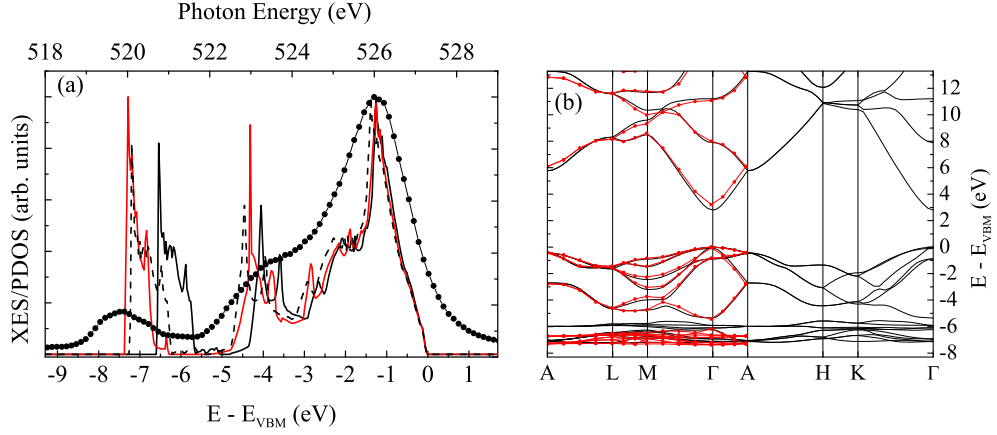 Photon Energy (eV)
518 520 522 524 526 528
(a)
XES/PDOS (arb. units)
-9 -8 -7 -6 -5 -4 -3 -2 -1 0 1
E - E_VBM (eV)
(b)
12
10
8
6
4
2
0
-2
-4
-6
-8
E - E_VBM (eV)
A L M Γ A H K Γ